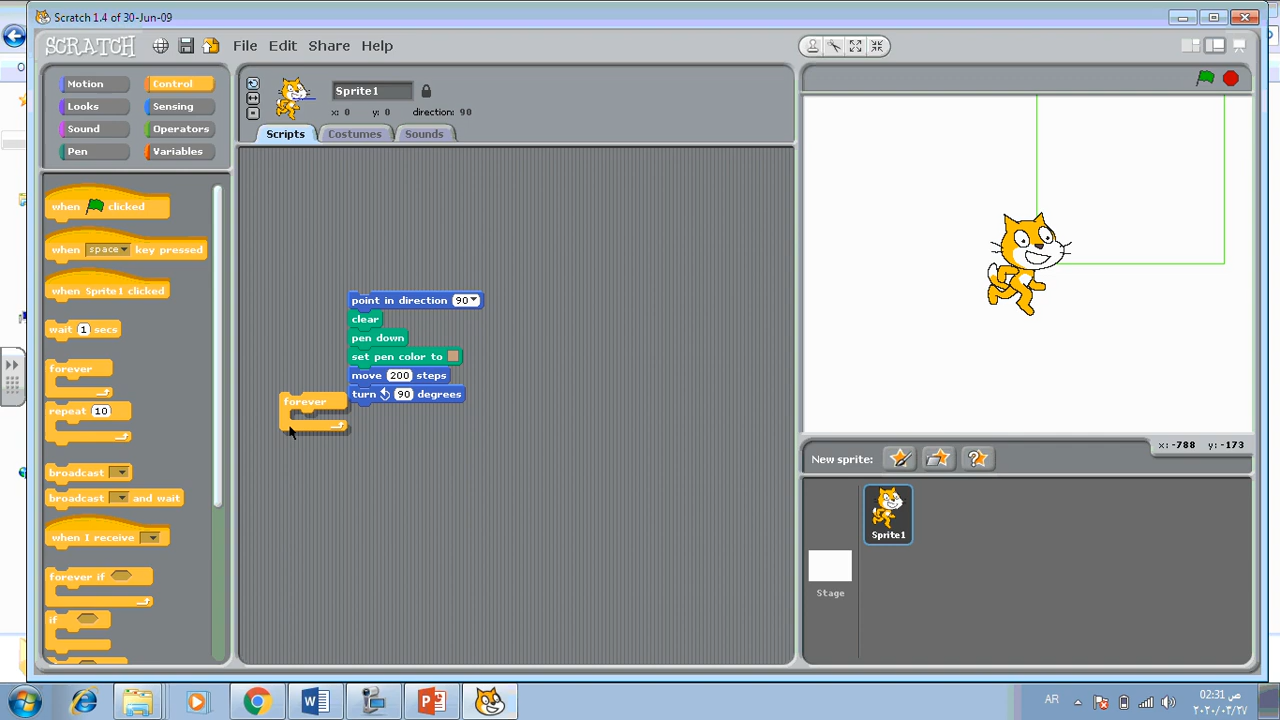 Scratch 1.4 of 30-Jun-09
SCRATCH File Edit Share Help
Motion Control
Looks Sensing
Sound Operators
Pen Variables
Sprite1
x: 0 y: 0 direction: 90
Scripts Costumes Sounds
when clicked
when space key pressed
when Sprite1 clicked
wait 1 secs
forever
repeat 10
broadcast
broadcast and wait
when I receive
forever if
if
point in direction 90
clear
pen down
set pen color to
move 200 steps
turn 90 degrees
forever
x: -788 y: -173
New sprite:
Sprite1
Stage
AR
02:31 ص
٢٠٢٠/٠٣/٢٧